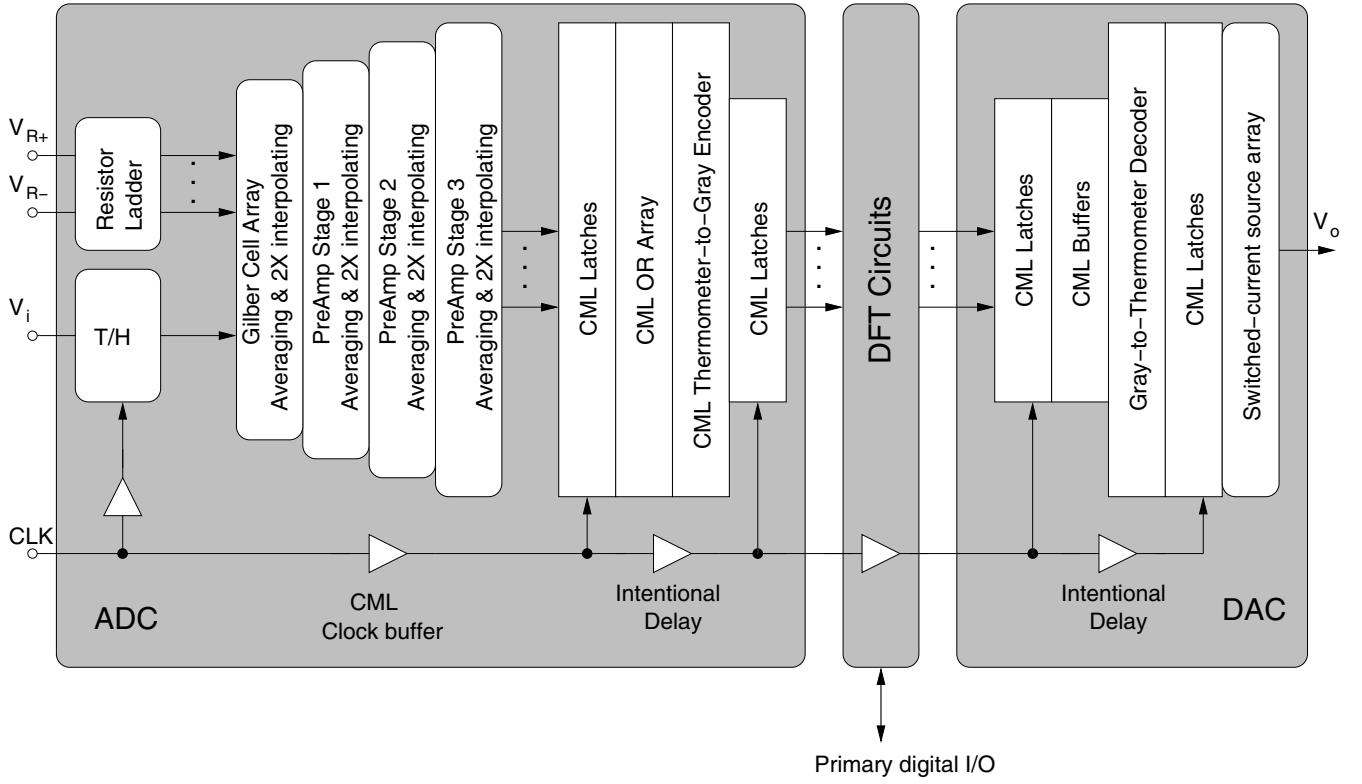 V_R+
V_R−
V_i
CLK
Resistor
Ladder
T/H
Gilber Cell Array
Averaging & 2X interpolating
PreAmp Stage 1
Averaging & 2X interpolating
PreAmp Stage 2
Averaging & 2X interpolating
PreAmp Stage 3
Averaging & 2X interpolating
CML Latches
CML OR Array
CML Thermometer−to−Gray Encoder
CML Latches
ADC
CML
Clock buffer
Intentional
Delay
DFT Circuits
Primary digital I/O
CML Latches
CML Buffers
Gray−to−Thermometer Decoder
CML Latches
Switched−current source array
Intentional
Delay
DAC
V_o